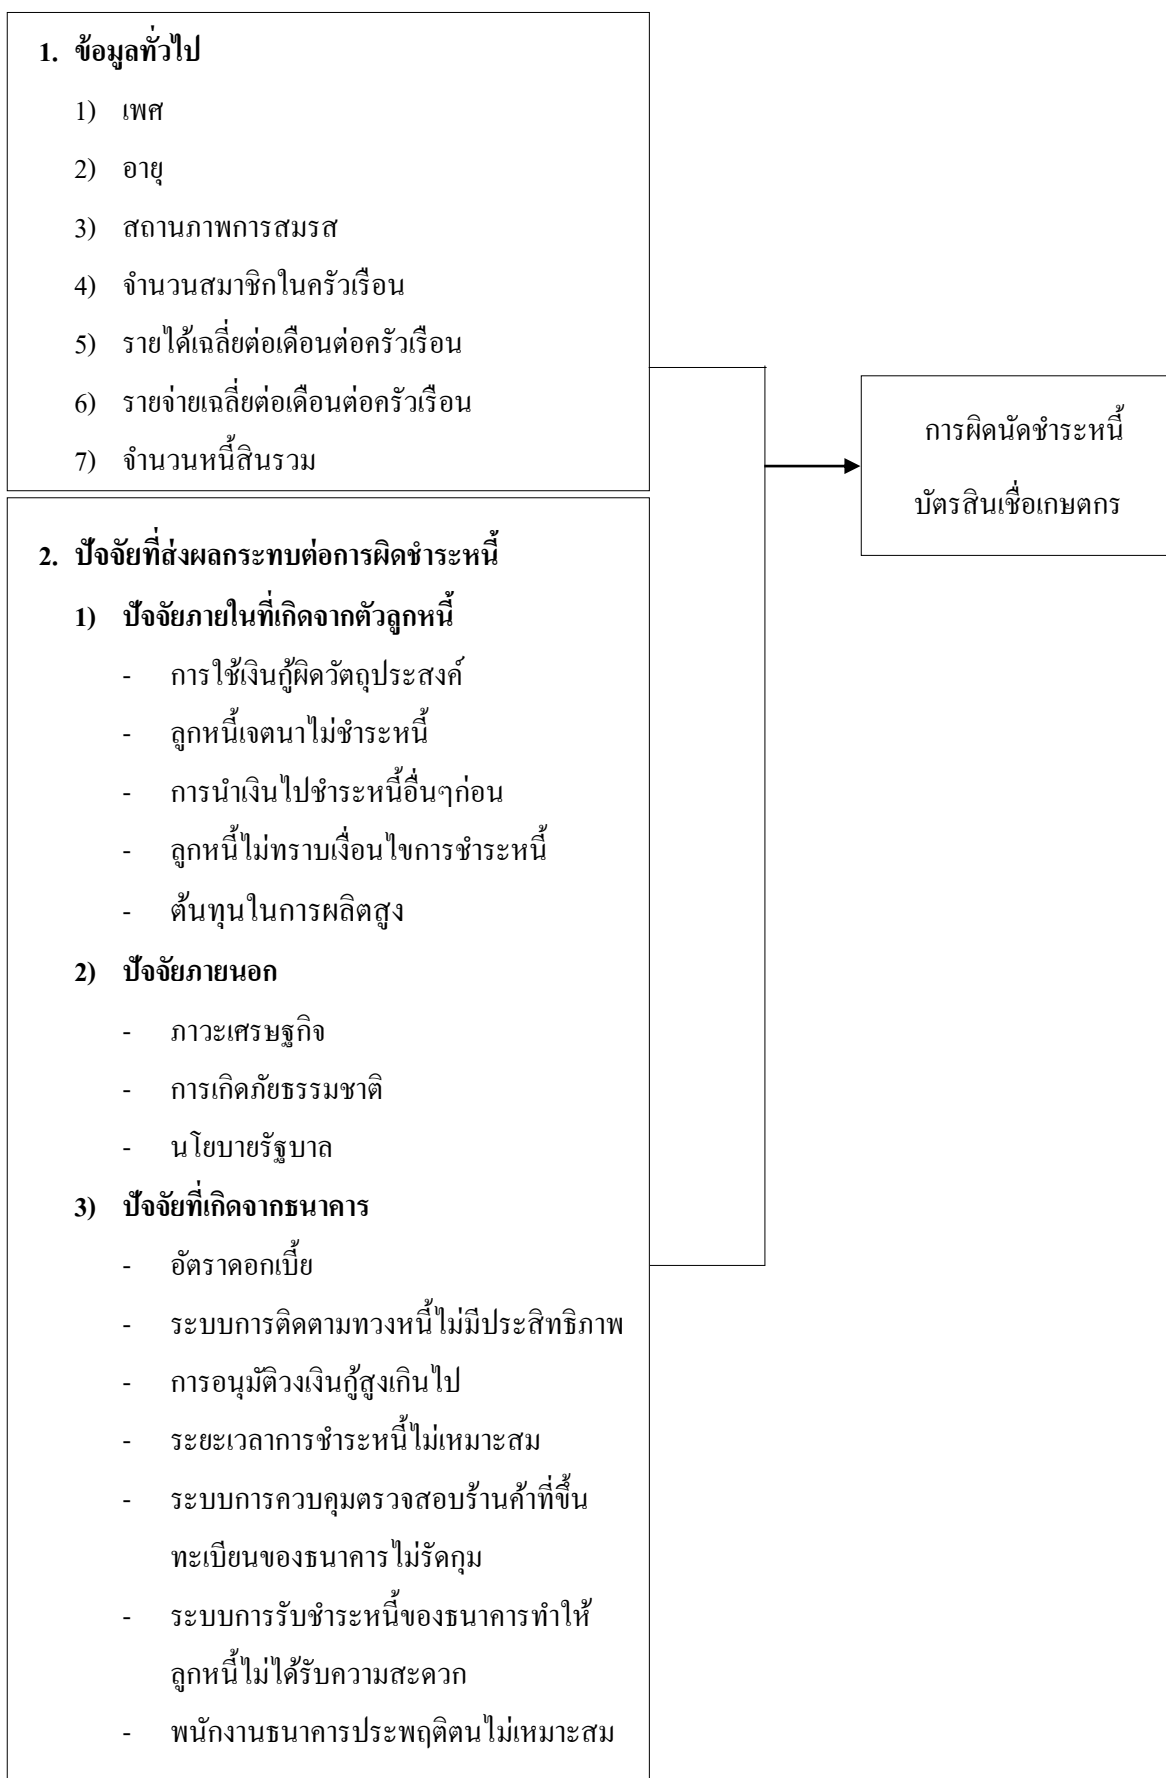 1. ข้อมูลทั่วไป
1) เพศ
2) อายุ
3) สถานภาพการสมรส
4) จำนวนสมาชิกในครัวเรือน
5) รายได้เฉลี่ยต่อเดือนต่อครัวเรือน
6) รายจ่ายเฉลี่ยต่อเดือนต่อครัวเรือน
7) จำนวนหนี้สินรวม
2. ปัจจัยที่ส่งผลกระทบต่อการผิดชำระหนี้
1) ปัจจัยภายในที่เกิดจากตัวลูกหนี้
- การใช้เงินกู้ผิดวัตถุประสงค์
- ลูกหนี้เจตนาไม่ชำระหนี้
- การนำเงินไปชำระหนี้อื่นๆก่อน
- ลูกหนี้ไม่ทราบเงื่อนไขการชำระหนี้
- ต้นทุนในการผลิตสูง
2) ปัจจัยภายนอก
- ภาวะเศรษฐกิจ
- การเกิดภัยธรรมชาติ
- นโยบายรัฐบาล
3) ปัจจัยที่เกิดจากธนาคาร
- อัตราดอกเบี้ย
- ระบบการติดตามทวงหนี้ไม่มีประสิทธิภาพ
- การอนุมัติวงเงินกู้สูงเกินไป
- ระยะเวลาการชำระหนี้ไม่เหมาะสม
- ระบบการควบคุมตรวจสอบร้านค้าที่ขึ้น
ทะเบียนของธนาคารไม่รัดกุม
- ระบบการรับชำระหนี้ของธนาคารทำให้
ลูกหนี้ไม่ได้รับความสะดวก
- พนักงานธนาคารประพฤติตนไม่เหมาะสม
การผิดนัดชำระหนี้
บัตรสินเชื่อเกษตกร